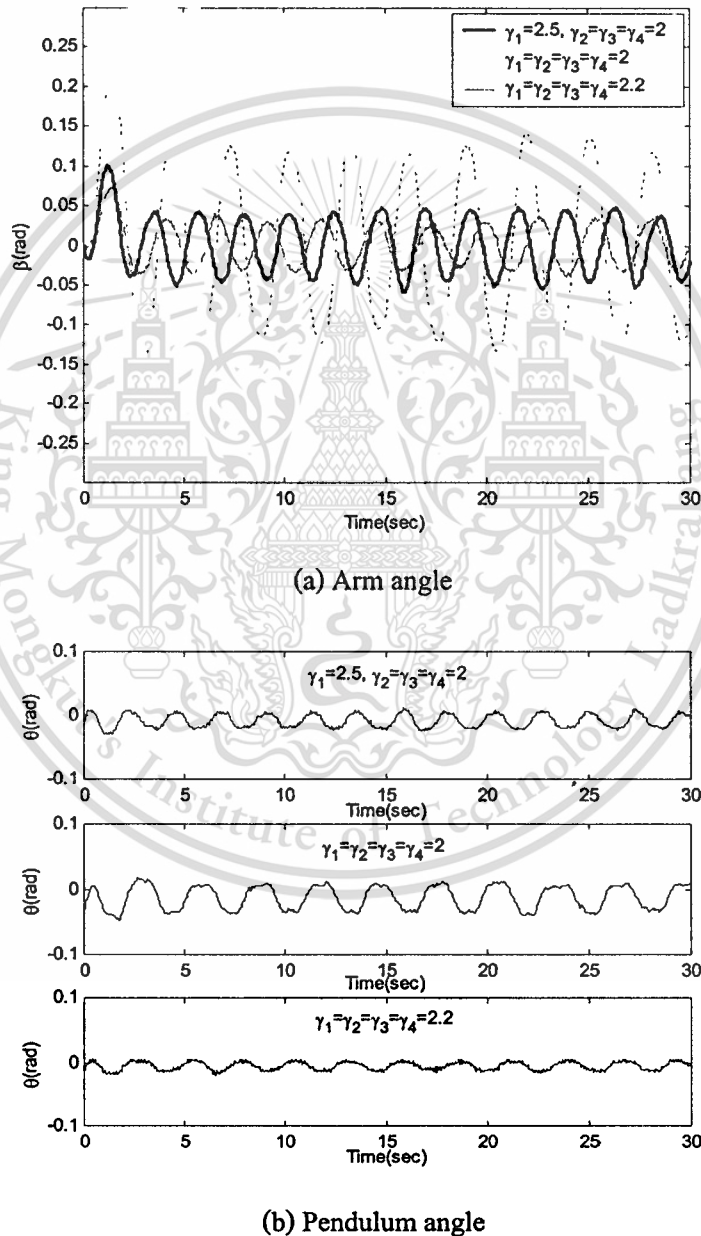 γ1=2.5, γ2=γ3=γ4=2
γ1=γ2=γ3=γ4=2
γ1=γ2=γ3=γ4=2.2
0.25
0.2
0.15
0.1
0.05
0
-0.05
-0.1
-0.15
-0.2
-0.25
β(rad)
0 5 10 15 20 25 30
Time(sec)
(a) Arm angle
γ1=2.5, γ2=γ3=γ4=2
0.1
0
-0.1
θ(rad)
0 5 10 15 20 25 30
Time(sec)
γ1=γ2=γ3=γ4=2
0.1
0
-0.1
θ(rad)
0 5 10 15 20 25 30
Time(sec)
γ1=γ2=γ3=γ4=2.2
0.1
0
-0.1
θ(rad)
0 5 10 15 20 25 30
Time(sec)
(b) Pendulum angle
King Mongkut's Institute of Technology Ladkra